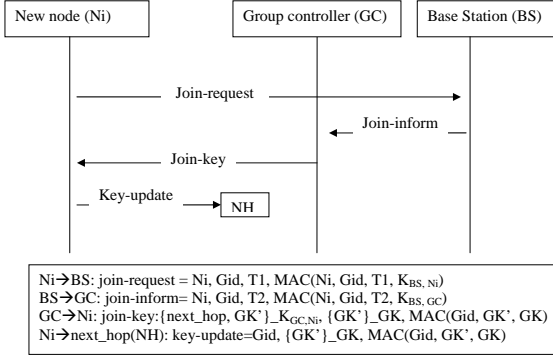 New node (Ni)
Group controller (GC)
Base Station (BS)
Join-request
Join-inform
Join-key
Key-update
NH
Ni→BS: join-request = Ni, Gid, T1, MAC(Ni, Gid, T1, K_BS, Ni)
BS→GC: join-inform= Ni, Gid, T2, MAC(Ni, Gid, T2, K_BS, GC)
GC→Ni: join-key:{next_hop, GK’}_K_GC,Ni, {GK’}_GK, MAC(Gid, GK’, GK)
Ni→next_hop(NH): key-update=Gid, {GK’}_GK, MAC(Gid, GK’, GK)